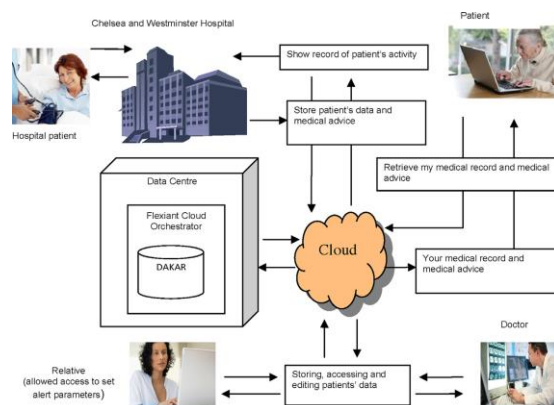 Chelsea and Westminster Hospital
Patient
Show record of patient's activity
Store patient's data and
medical advice
Hospital patient
Retrieve my medical record and medical
advice
Data Centre
Flexiant Cloud
Orchestrator
DAKAR
Cloud
Your medical record and
medical advice
Doctor
Relative
(allowed access to set
alert parameters)
Storing, accessing and
editing patients' data